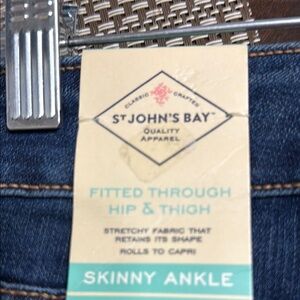 CLASSIC CRAFTED
ST JOHN'S BAY™
QUALITY
APPAREL
FITTED THROUGH
HIP & THIGH
STRETCHY FABRIC THAT
RETAINS ITS SHAPE
ROLLS TO CAPRI
SKINNY ANKLE